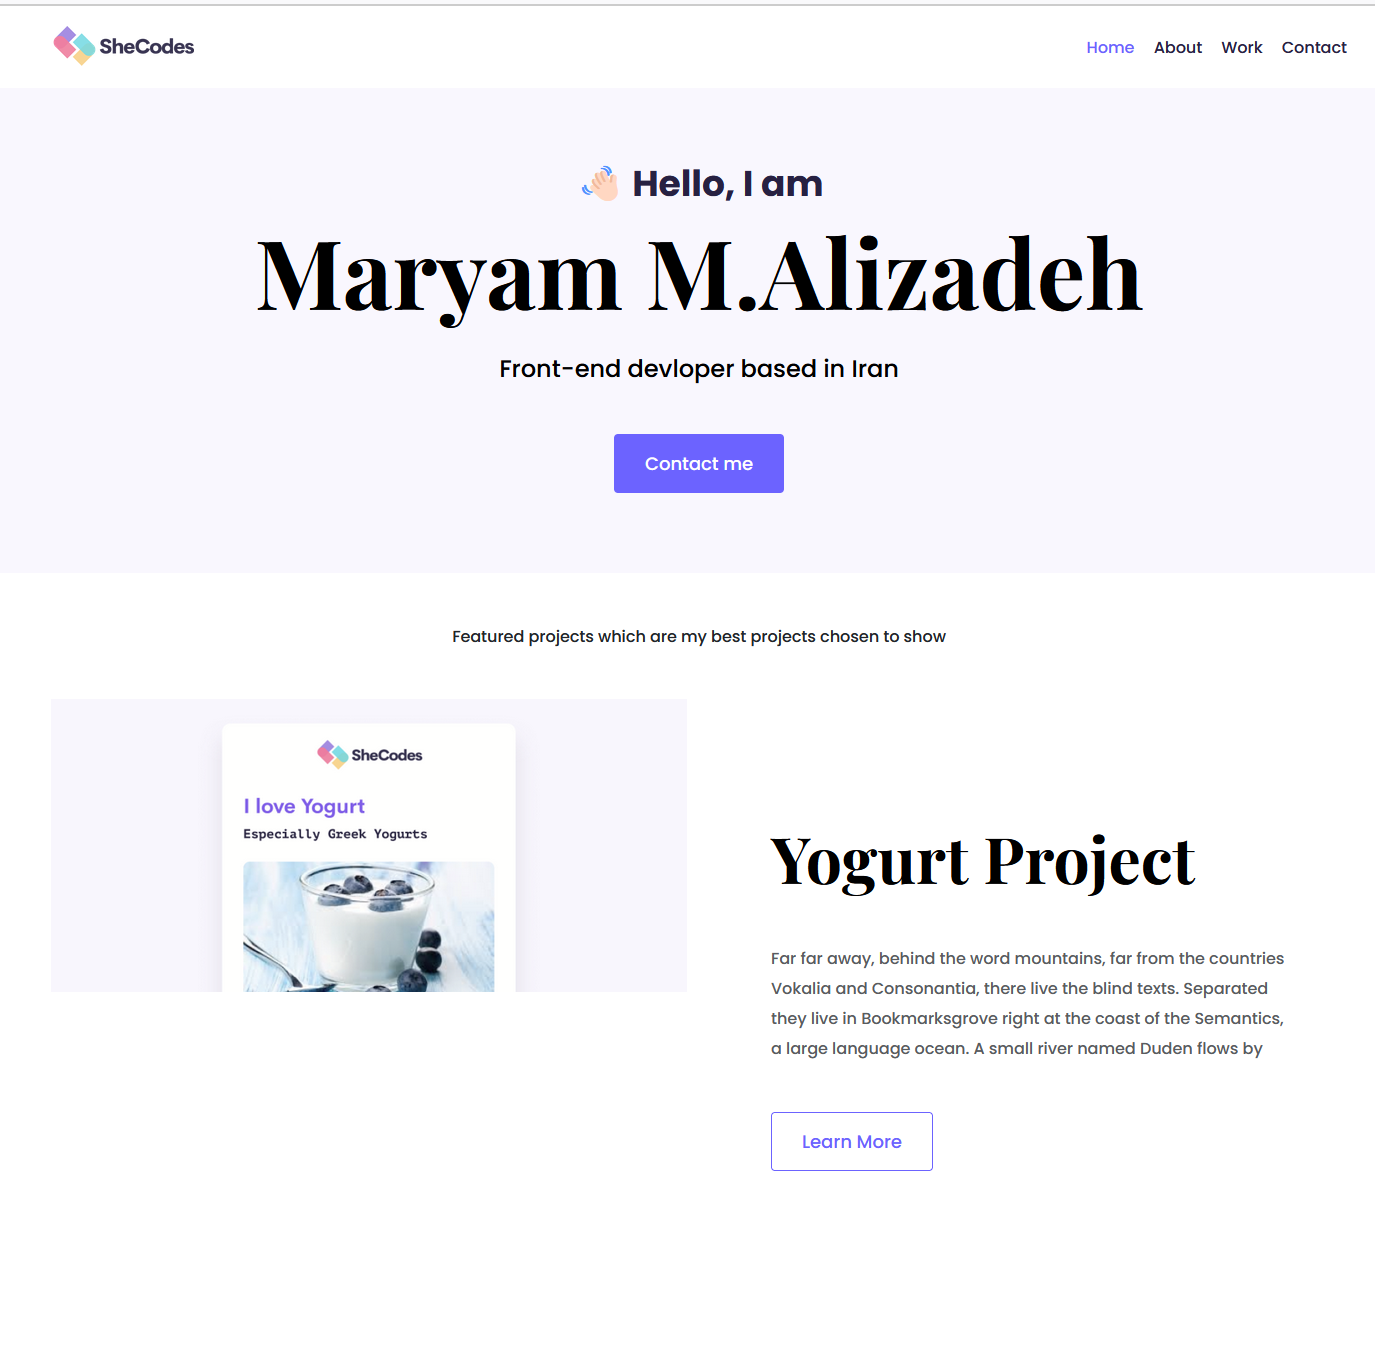 SheCodes
Home About Work Contact
👋🏻 Hello, I am
Maryam M.Alizadeh
Front-end devloper based in Iran
Contact me
Featured projects which are my best projects chosen to show
SheCodes
I love Yogurt
Especially Greek Yogurts
Yogurt Project
Far far away, behind the word mountains, far from the countries
Vokalia and Consonantia, there live the blind texts. Separated
they live in Bookmarksgrove right at the coast of the Semantics,
a large language ocean. A small river named Duden flows by
Learn More